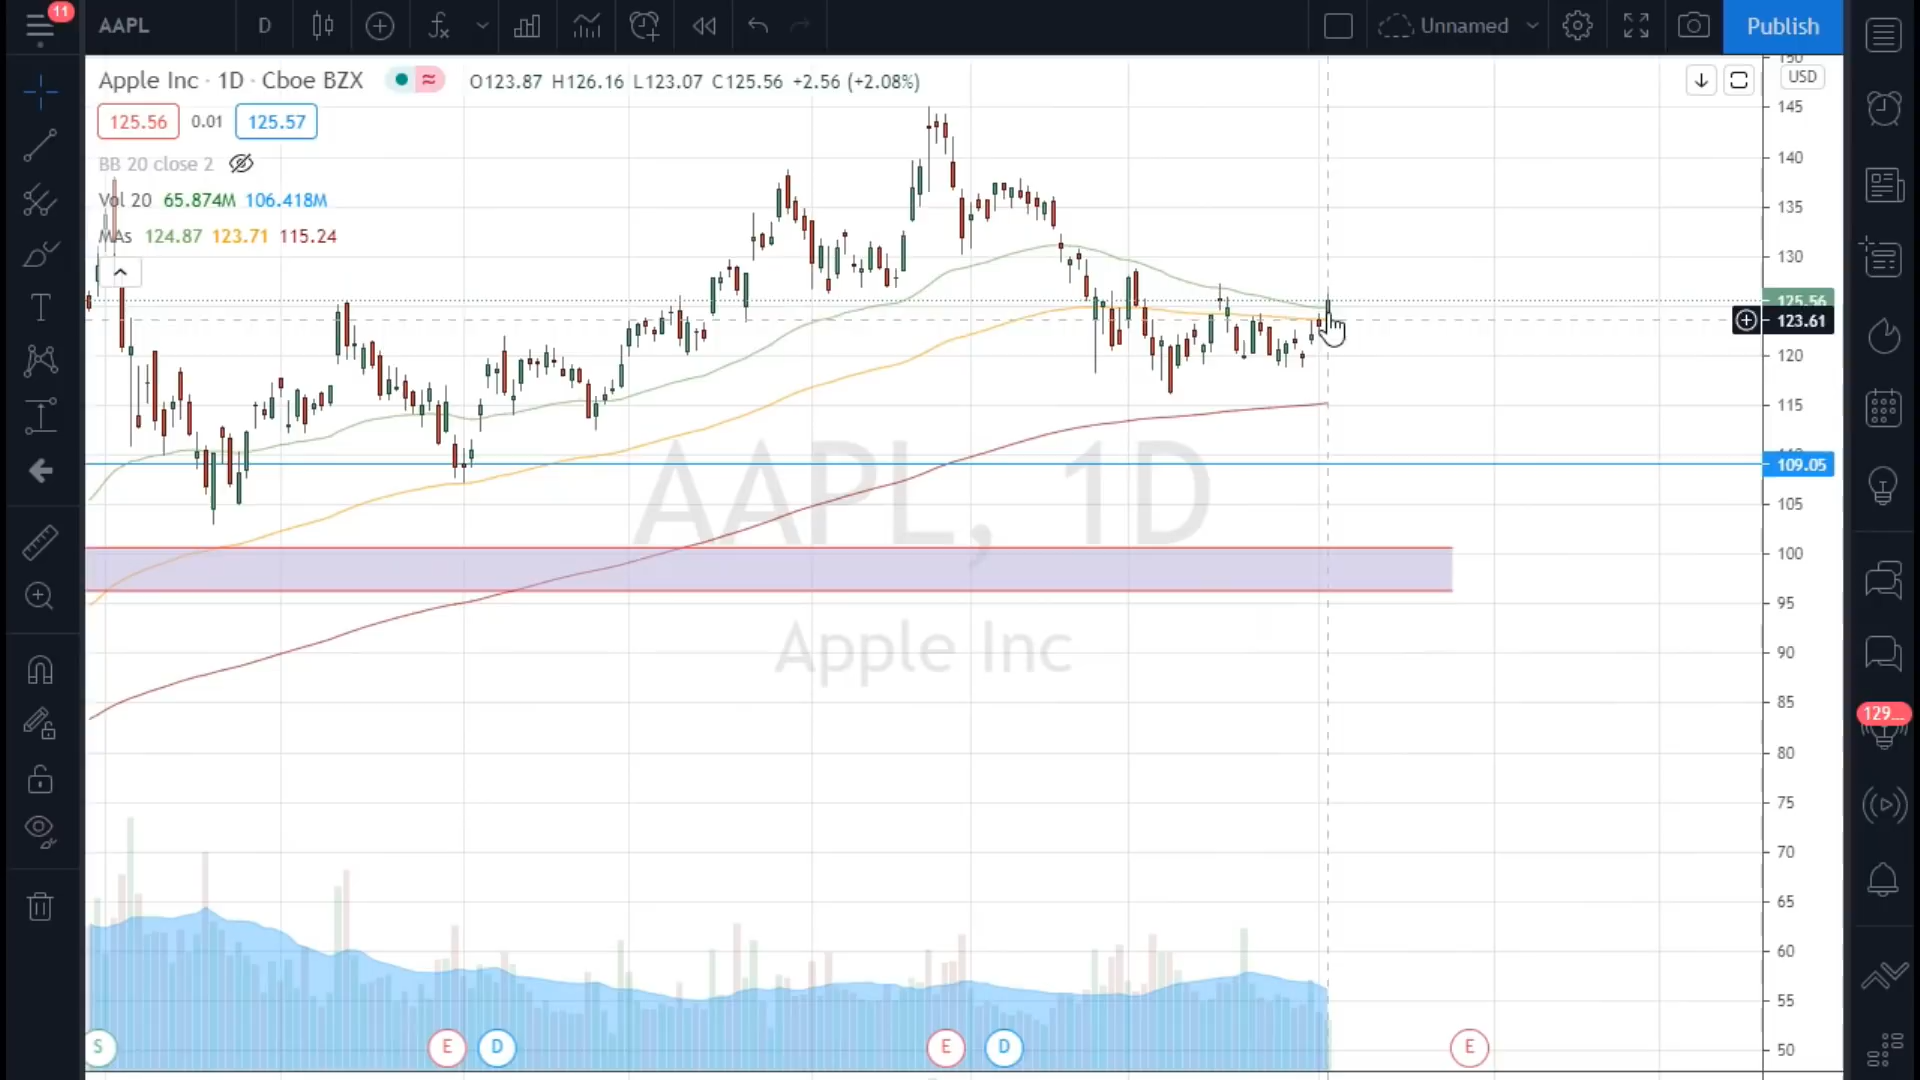 11
AAPL
D
Unnamed
Publish
Apple Inc · 1D · Cboe BZX
≈
O123.87 H126.16 L123.07 C125.56 +2.56 (+2.08%)
125.56
0.01
125.57
BB 20 close 2
Vol 20 65.874M 106.418M
MAs 124.87 123.71 115.24
AAPL, 1D
Apple Inc
USD
150
145
140
135
130
125.56
123.61
120
115
109.05
105
100
95
90
85
80
75
70
65
60
55
50
129...
S
E
D
E
D
E